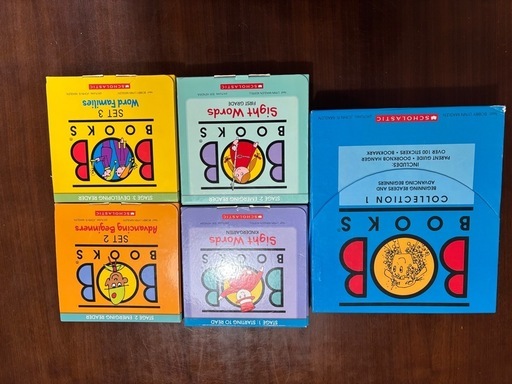 BOB
BOOKS
COLLECTION 1
BEGINNING READERS AND
ADVANCING BEGINNERS
INCLUDES:
PARENT GUIDE • DOORKNOB HANGER
OVER 100 STICKERS • BOOKMARK
SCHOLASTIC
STAGE 1: STARTING TO READ
BOB
BOOKS
KINDERGARTEN
Sight Words
SCHOLASTIC
STAGE 2: EMERGING READER
BOB
BOOKS
SET 2
Advancing Beginners
SCHOLASTIC
STAGE 2: EMERGING READER
BOB
BOOKS
FIRST GRADE
Sight Words
SCHOLASTIC
STAGE 3: DEVELOPING READER
BOB
BOOKS
SET 3
Word Families
SCHOLASTIC